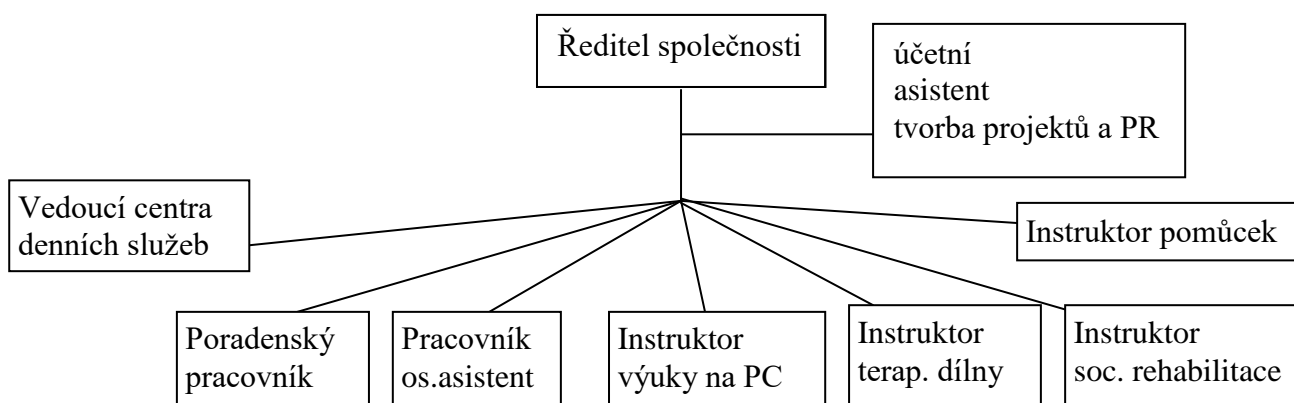 Ředitel společnosti
účetní
asistent
tvorba projektů a PR
Vedoucí centra
denních služeb
Instruktor pomůcek
Poradenský
pracovník
Pracovník
os.asistent
Instruktor
výuky na PC
Instruktor
terap. dílny
Instruktor
soc. rehabilitace